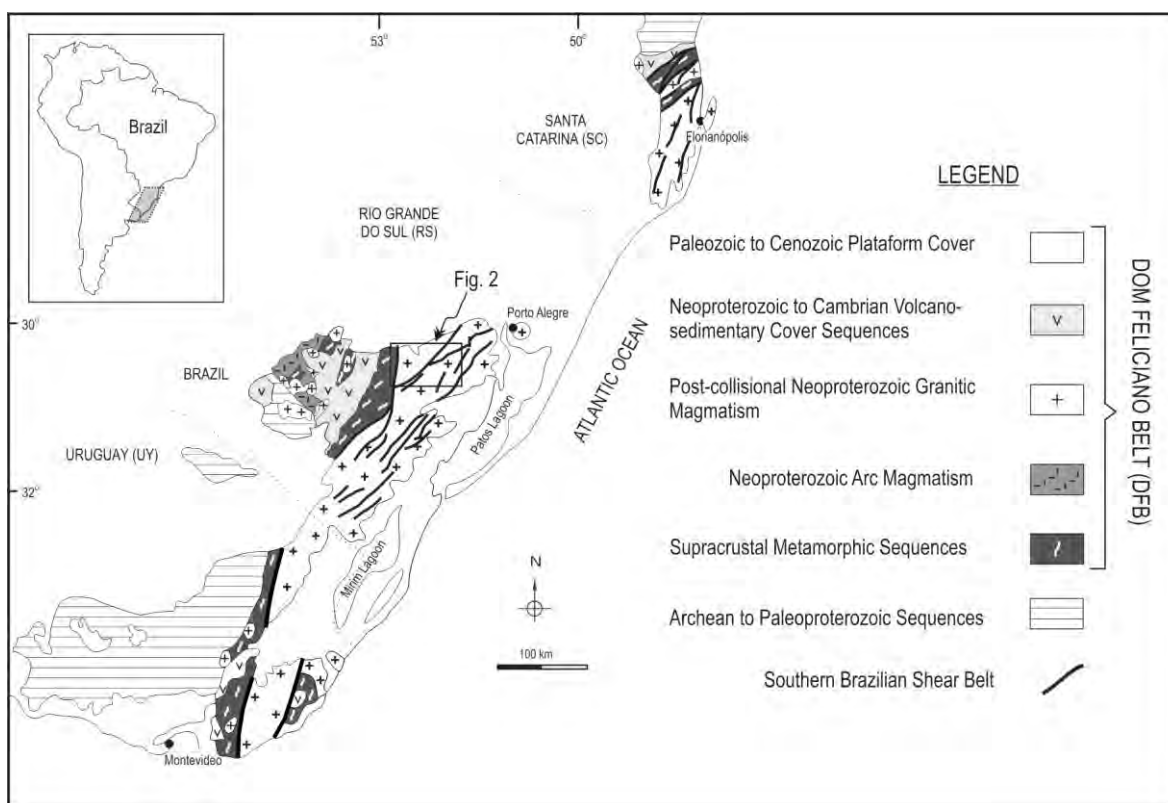 53°
50°
Brazil
SANTA
CATARINA (SC)
Florianópolis
RIO GRANDE
DO SUL (RS)
Fig. 2
Porto Alegre
30°
BRAZIL
Patos Lagoon
ATLANTIC OCEAN
URUGUAY (UY)
32°
Mirim Lagoon
N
100 km
Montevideo
LEGEND
Paleozoic to Cenozoic Plataform Cover
Neoproterozoic to Cambrian Volcano-
sedimentary Cover Sequences
Post-collisional Neoproterozoic Granitic
Magmatism
Neoproterozoic Arc Magmatism
Supracrustal Metamorphic Sequences
Archean to Paleoproterozoic Sequences
Southern Brazilian Shear Belt
DOM FELICIANO BELT (DFB)